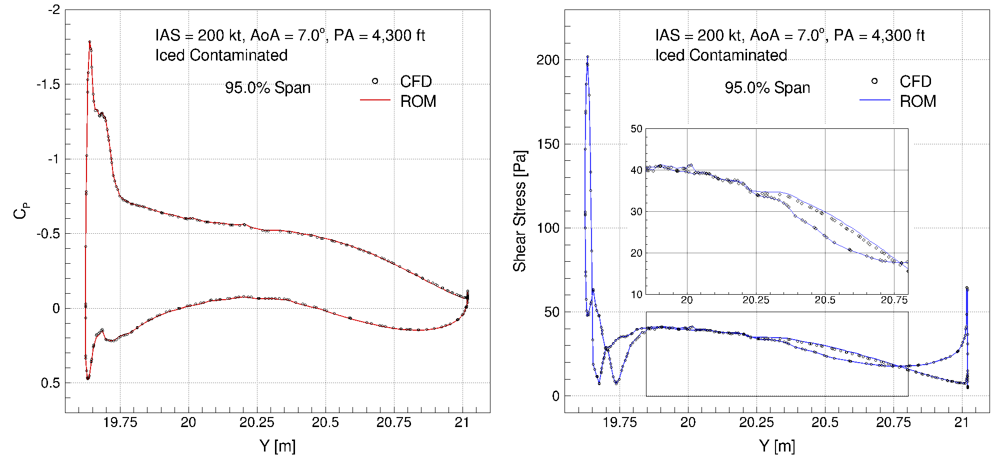 IAS = 200 kt, AoA = 7.0°, PA = 4,300 ft
Iced Contaminated
95.0% Span
CFD
ROM
-2
-1.5
-1
-0.5
0
0.5
C_P
19.75
20
20.25
20.5
20.75
21
Y [m]
IAS = 200 kt, AoA = 7.0°, PA = 4,300 ft
Iced Contaminated
95.0% Span
CFD
ROM
200
150
100
50
0
Shear Stress [Pa]
50
40
30
20
10
20
20.25
20.5
20.75
19.75
20
20.25
20.5
20.75
21
Y [m]